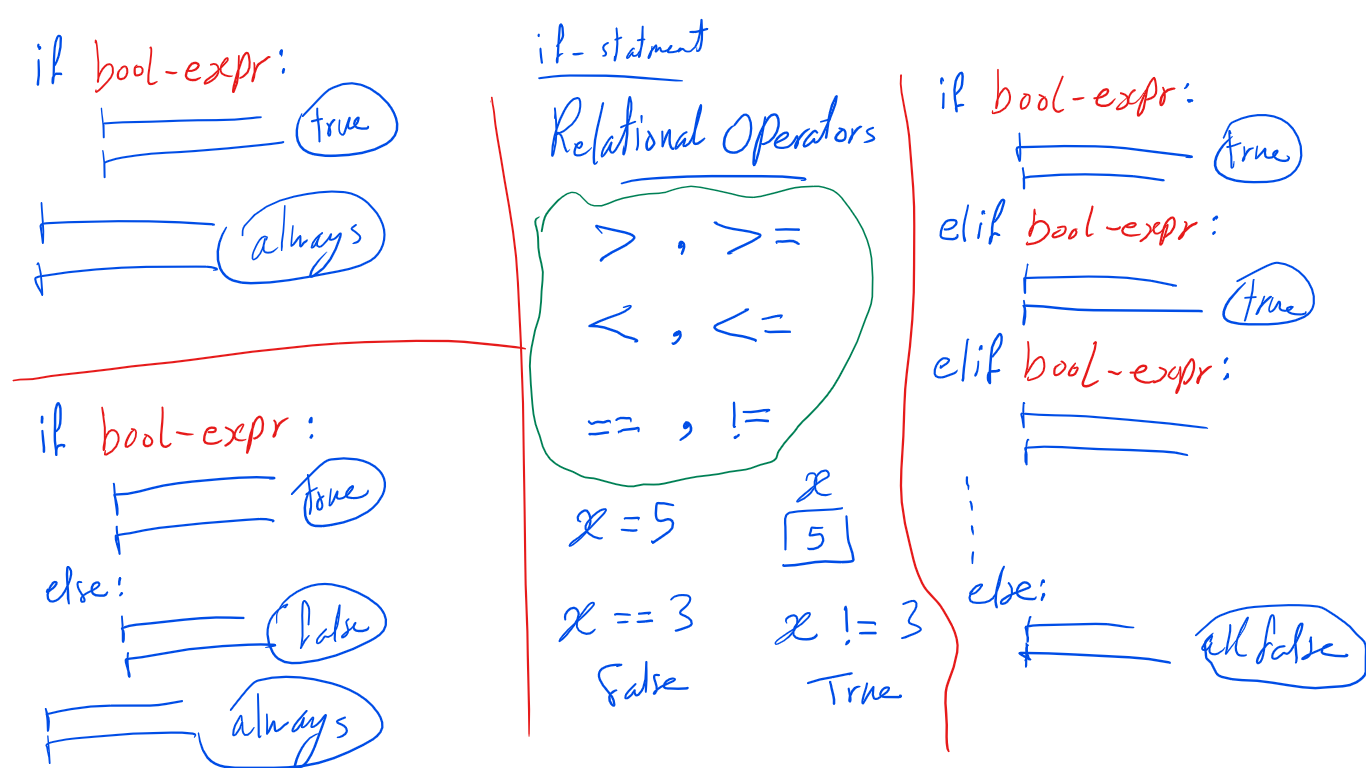 if bool-expr:
true
always
if bool-expr :
true
else:
false
always
if-statment
Relational Operators
> , >=
< , <=
== , !=
x = 5
x
5
x == 3
x != 3
False
True
if bool-expr:
true
elif bool-expr:
true
elif bool-expr:
else:
all false